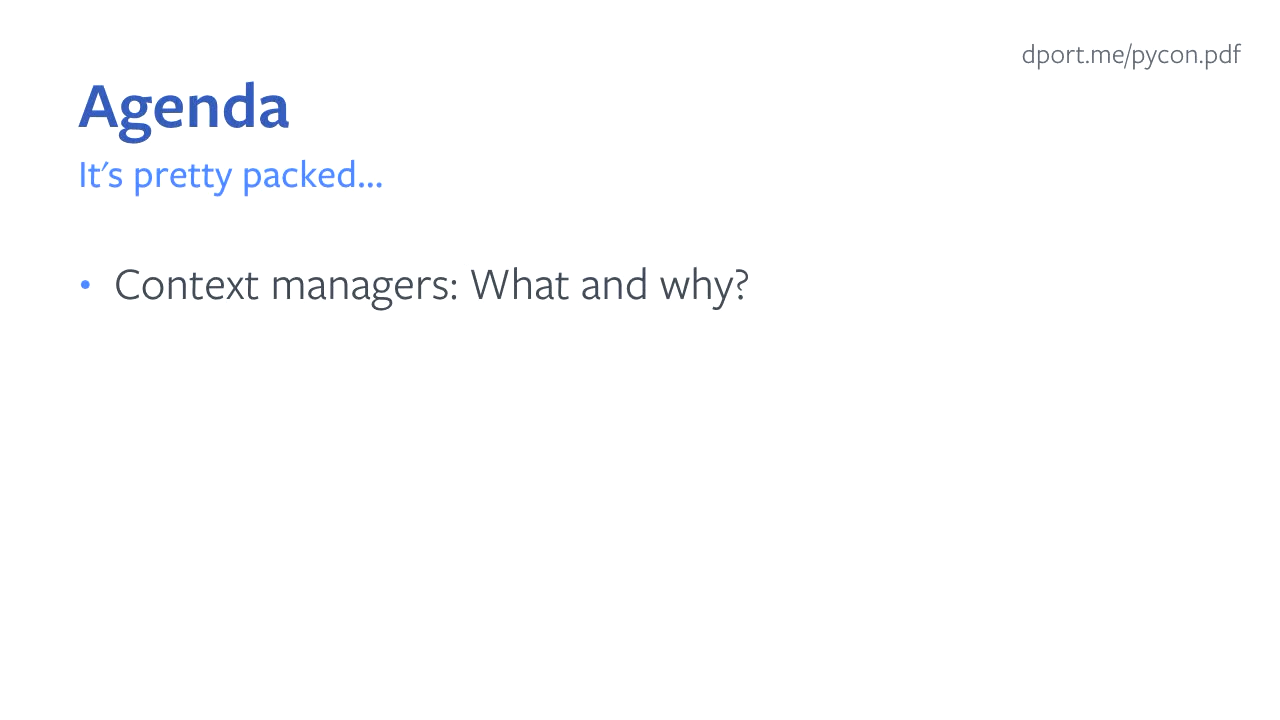 dport.me/pycon.pdf
Agenda
It's pretty packed...
• Context managers: What and why?